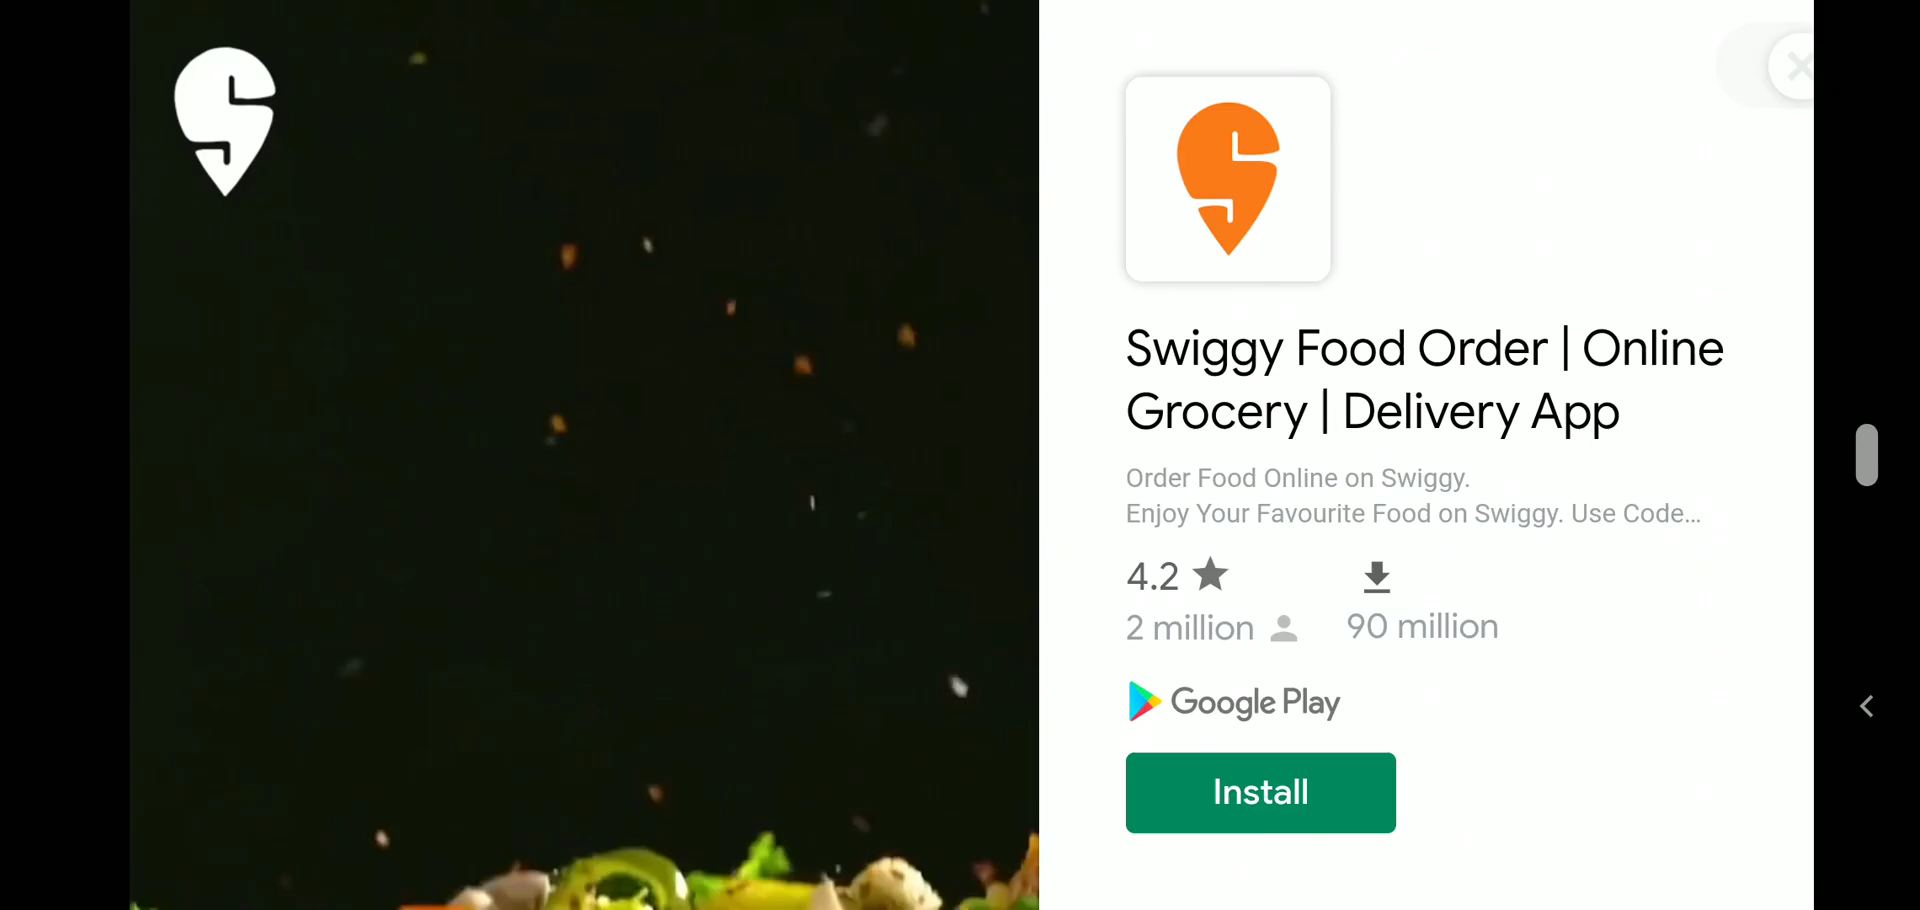 Swiggy Food Order | Online
Grocery | Delivery App
Order Food Online on Swiggy.
Enjoy Your Favourite Food on Swiggy. Use Code...
4.2
2 million
90 million
Google Play
Install